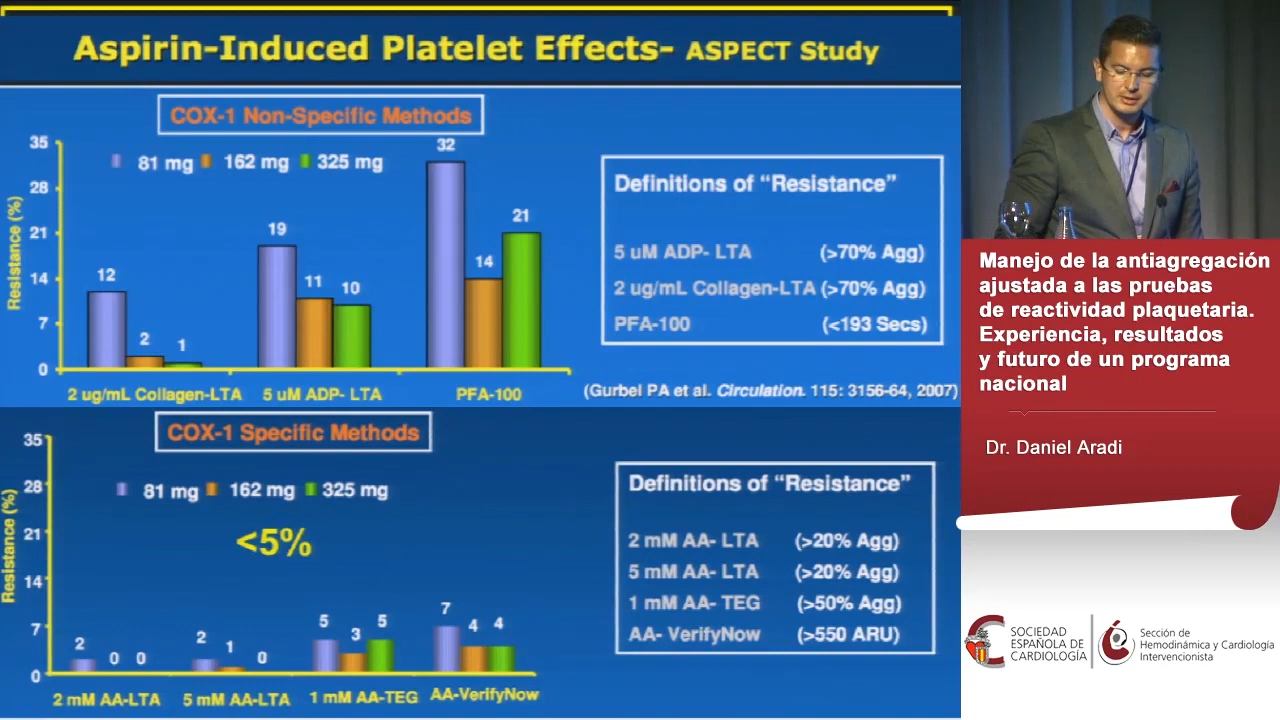 Aspirin-Induced Platelet Effects- ASPECT Study
COX-1 Non-Specific Methods
Resistance (%)
35
28
21
14
7
0
81 mg
162 mg
325 mg
12
2
1
19
11
10
32
14
21
2 ug/mL Collagen-LTA
5 uM ADP- LTA
PFA-100
Definitions of “Resistance”
5 uM ADP- LTA (>70% Agg)
2 ug/mL Collagen-LTA (>70% Agg)
PFA-100 (<193 Secs)
(Gurbel PA et al. Circulation. 115: 3156-64, 2007)
COX-1 Specific Methods
Resistance (%)
35
28
21
14
7
0
81 mg
162 mg
325 mg
<5%
2
0
0
2
1
0
5
3
5
7
4
4
2 mM AA-LTA
5 mM AA-LTA
1 mM AA-TEG
AA-VerifyNow
Definitions of “Resistance”
2 mM AA- LTA (>20% Agg)
5 mM AA- LTA (>20% Agg)
1 mM AA- TEG (>50% Agg)
AA- VerifyNow (>550 ARU)
Manejo de la antiagregación
ajustada a las pruebas
de reactividad plaquetaria.
Experiencia, resultados
y futuro de un programa
nacional
Dr. Daniel Aradi
SOCIEDAD
ESPAÑOLA DE
CARDIOLOGÍA
Sección de
Hemodinámica y Cardiología
Intervencionista